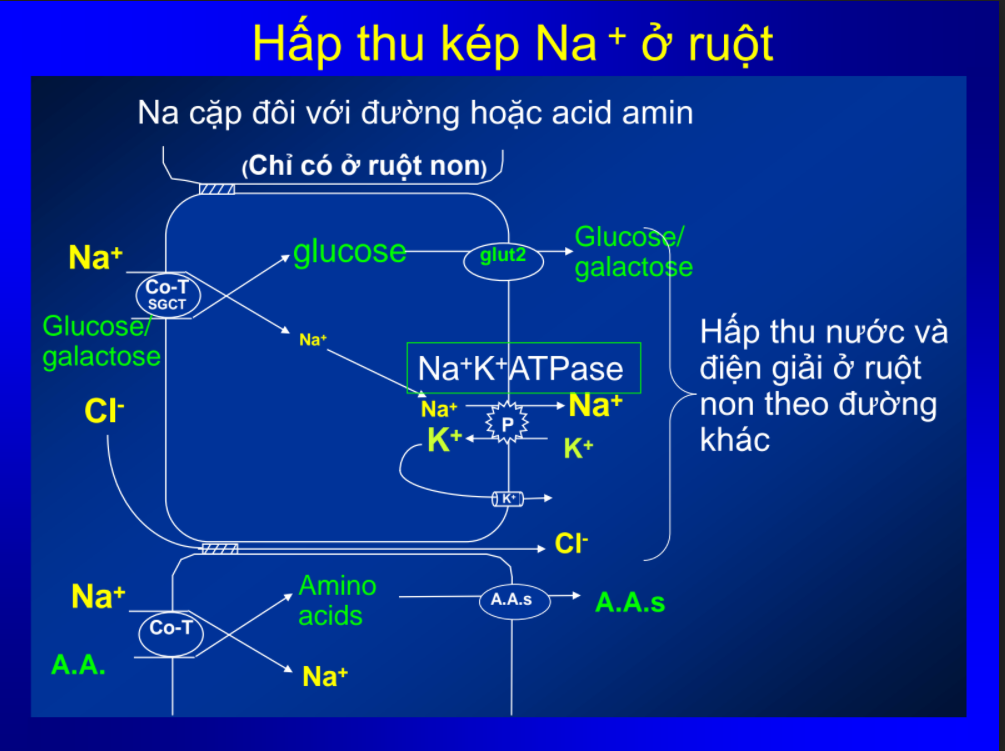 Hấp thu kép Na + ở ruột
Na cặp đôi với đường hoặc acid amin
(Chỉ có ở ruột non)
Na+
Co-T
SGCT
Glucose/
galactose
glucose
glut2
Glucose/
galactose
Na+
Na+K+ATPase
Na+
P
Na+
K+
K+
K+
Cl-
Cl-
Hấp thu nước và
điện giải ở ruột
non theo đường
khác
Na+
Co-T
A.A.
Amino
acids
Na+
A.A.s
A.A.s